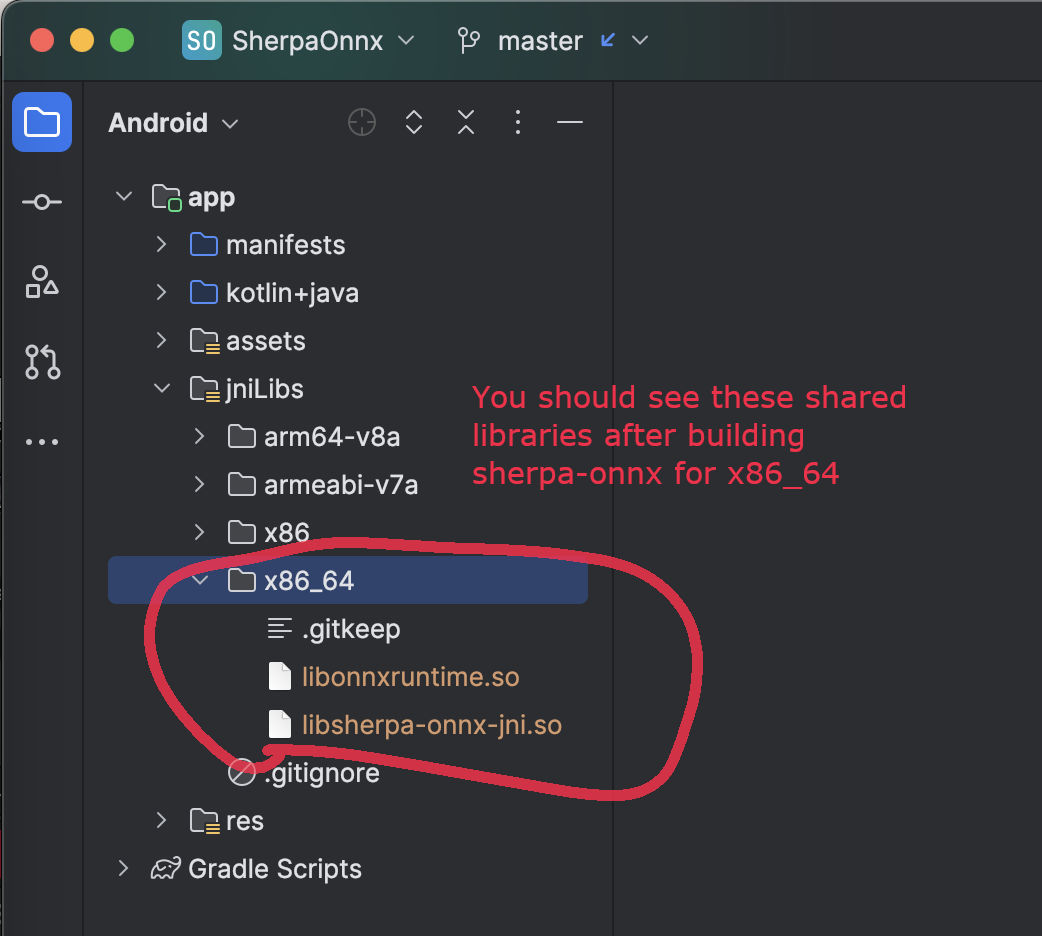 SO SherpaOnnx master
Android
app
manifests
kotlin+java
assets
jniLibs
You should see these shared
libraries after building
sherpa-onnx for x86_64
arm64-v8a
armeabi-v7a
x86
x86_64
.gitkeep
libonnxruntime.so
libsherpa-onnx-jni.so
.gitignore
res
Gradle Scripts